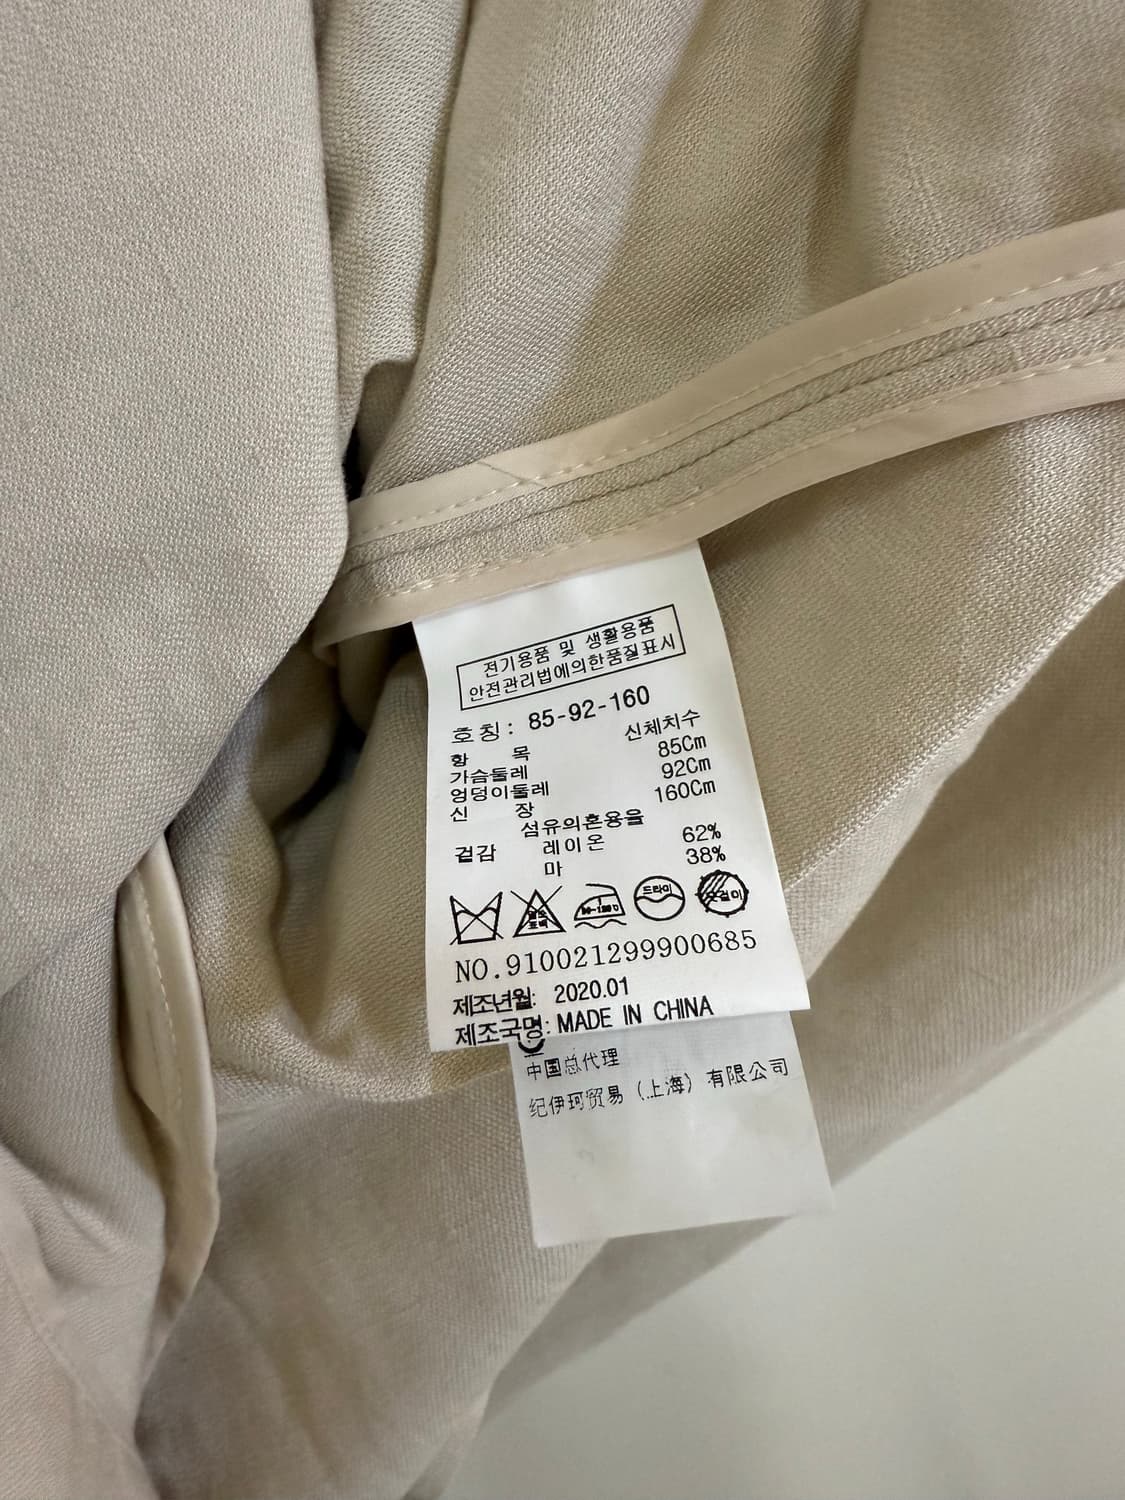 전기용품 및 생활용품
안전관리법에의한품질표시
호칭: 85-92-160
항 목 신체치수
가슴둘레 85Cm
엉덩이둘레 92Cm
신 장 160Cm
섬유의혼용율
겉감 레이온 62%
마 38%
드라이
NO.910021299900685
제조년월: 2020.01
제조국명: MADE IN CHINA
中国总代理
纪伊珂贸易（上海）有限公司